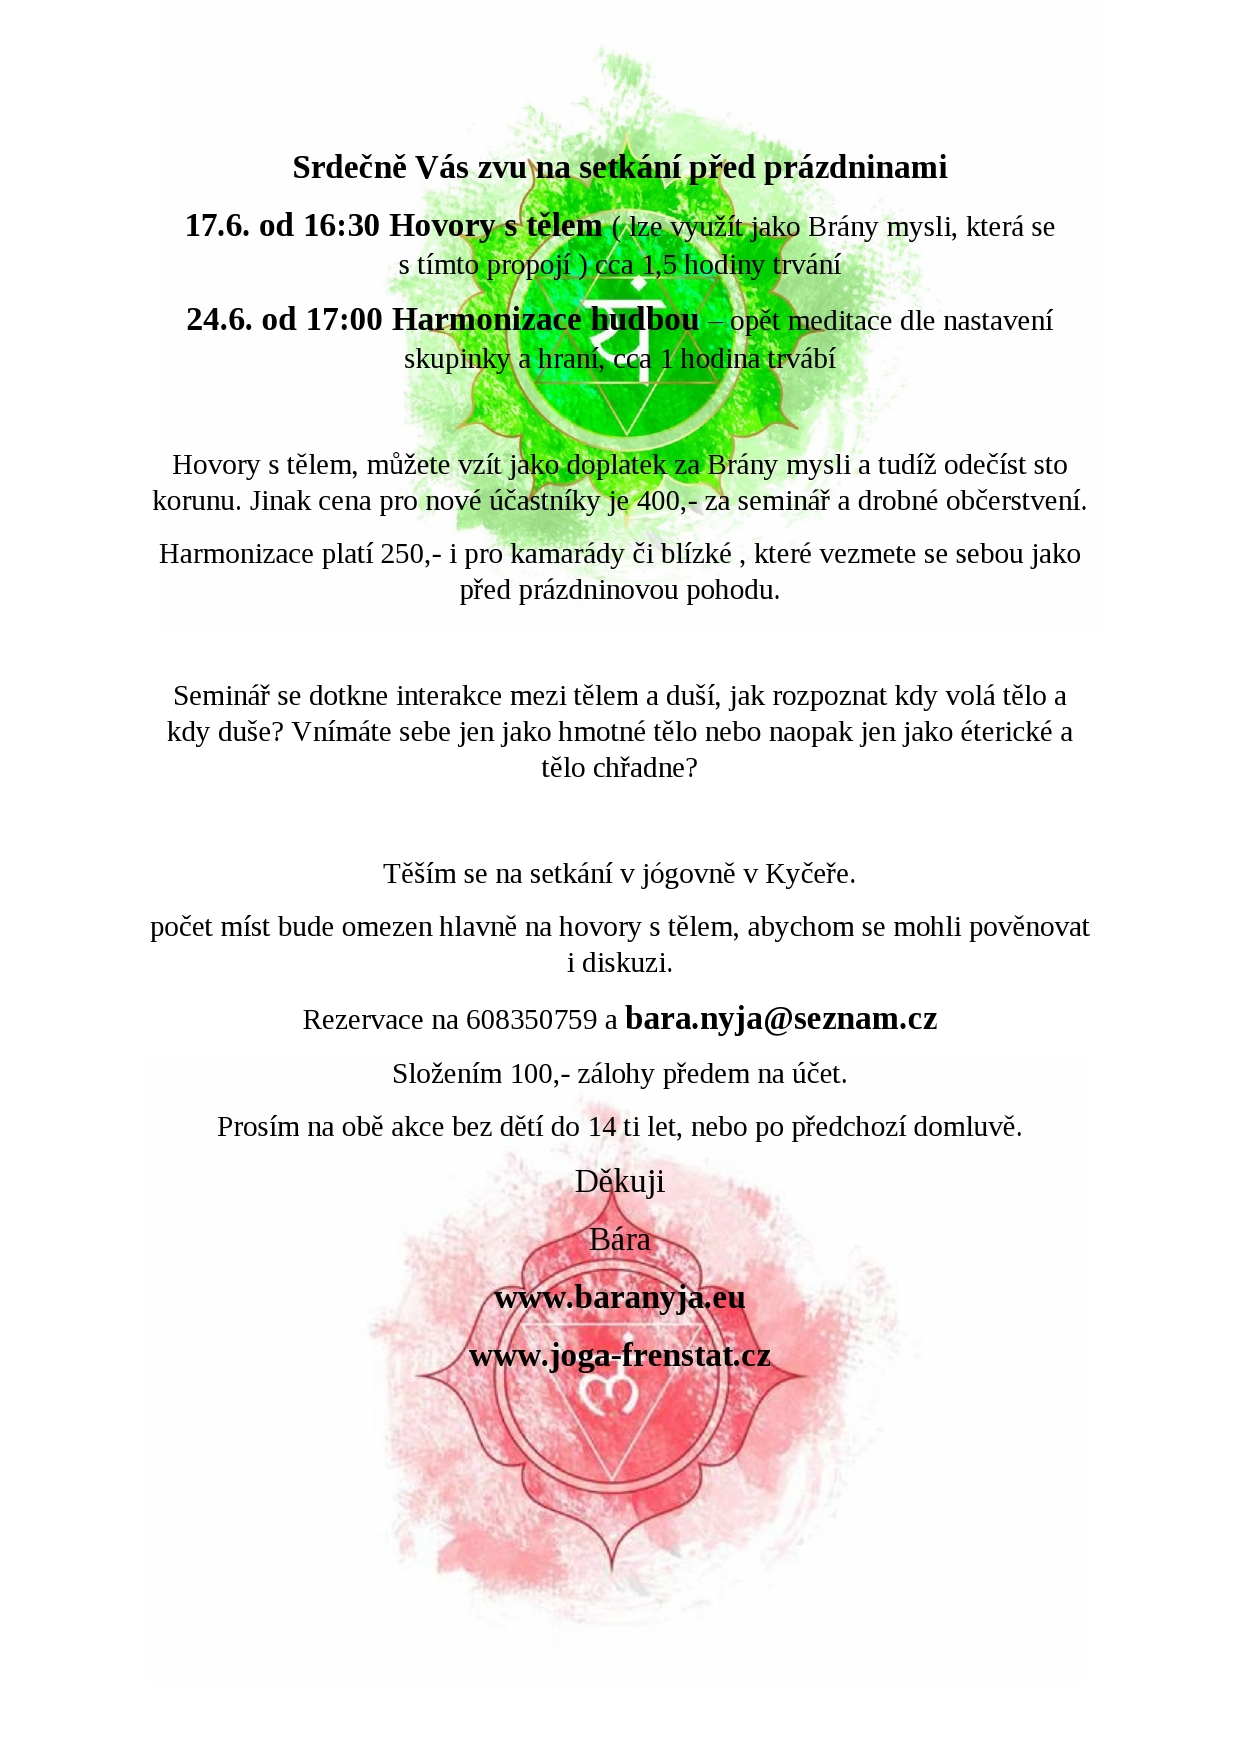 Srdečně Vás zvu na setkání před prázdninami
17.6. od 16:30 Hovory s tělem ( lze využít jako Brány mysli, která se
s tímto propojí ) cca 1,5 hodiny trvání
24.6. od 17:00 Harmonizace hudbou – opět meditace dle nastavení
skupinky a hraní, cca 1 hodina trvábí
यं
Hovory s tělem, můžete vzít jako doplatek za Brány mysli a tudíž odečíst sto
korunu. Jinak cena pro nové účastníky je 400,- za seminář a drobné občerstvení.
Harmonizace platí 250,- i pro kamarády či blízké , které vezmete se sebou jako
před prázdninovou pohodu.
Seminář se dotkne interakce mezi tělem a duší, jak rozpoznat kdy volá tělo a
kdy duše? Vnímáte sebe jen jako hmotné tělo nebo naopak jen jako éterické a
tělo chřadne?
Těším se na setkání v jógovně v Kyčeře.
počet míst bude omezen hlavně na hovory s tělem, abychom se mohli pověnovat
i diskuzi.
Rezervace na 608350759 a bara.nyja@seznam.cz
Složením 100,- zálohy předem na účet.
Prosím na obě akce bez dětí do 14 ti let, nebo po předchozí domluvě.
Děkuji
Bára
www.baranyja.eu
www.joga-frenstat.cz